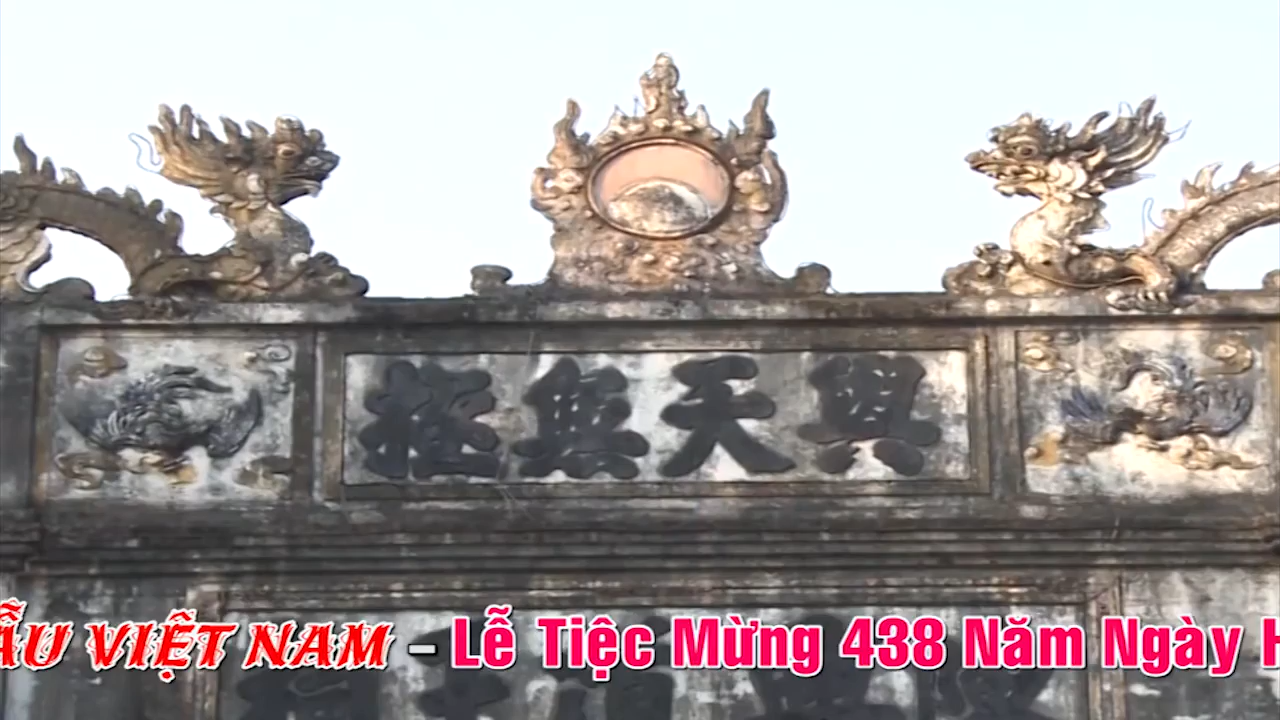 與天無極
ẪU VIỆT NAM – Lễ Tiệc Mừng 438 Năm Ngày H